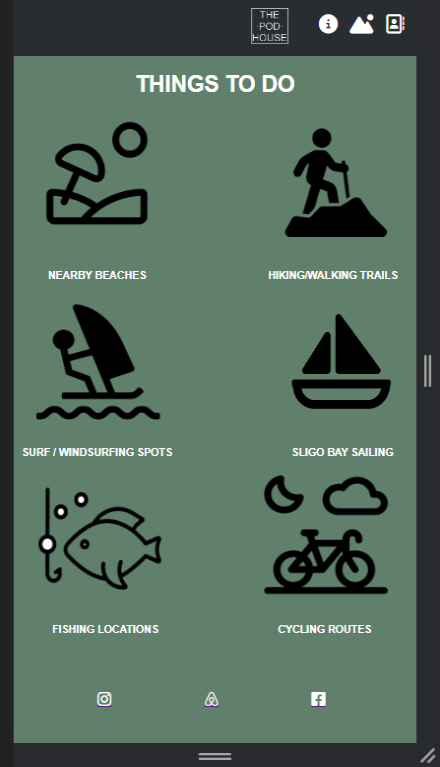 THE
POD
HOUSE
THINGS TO DO
NEARBY BEACHES
HIKING/WALKING TRAILS
SURF / WINDSURFING SPOTS
SLIGO BAY SAILING
FISHING LOCATIONS
CYCLING ROUTES